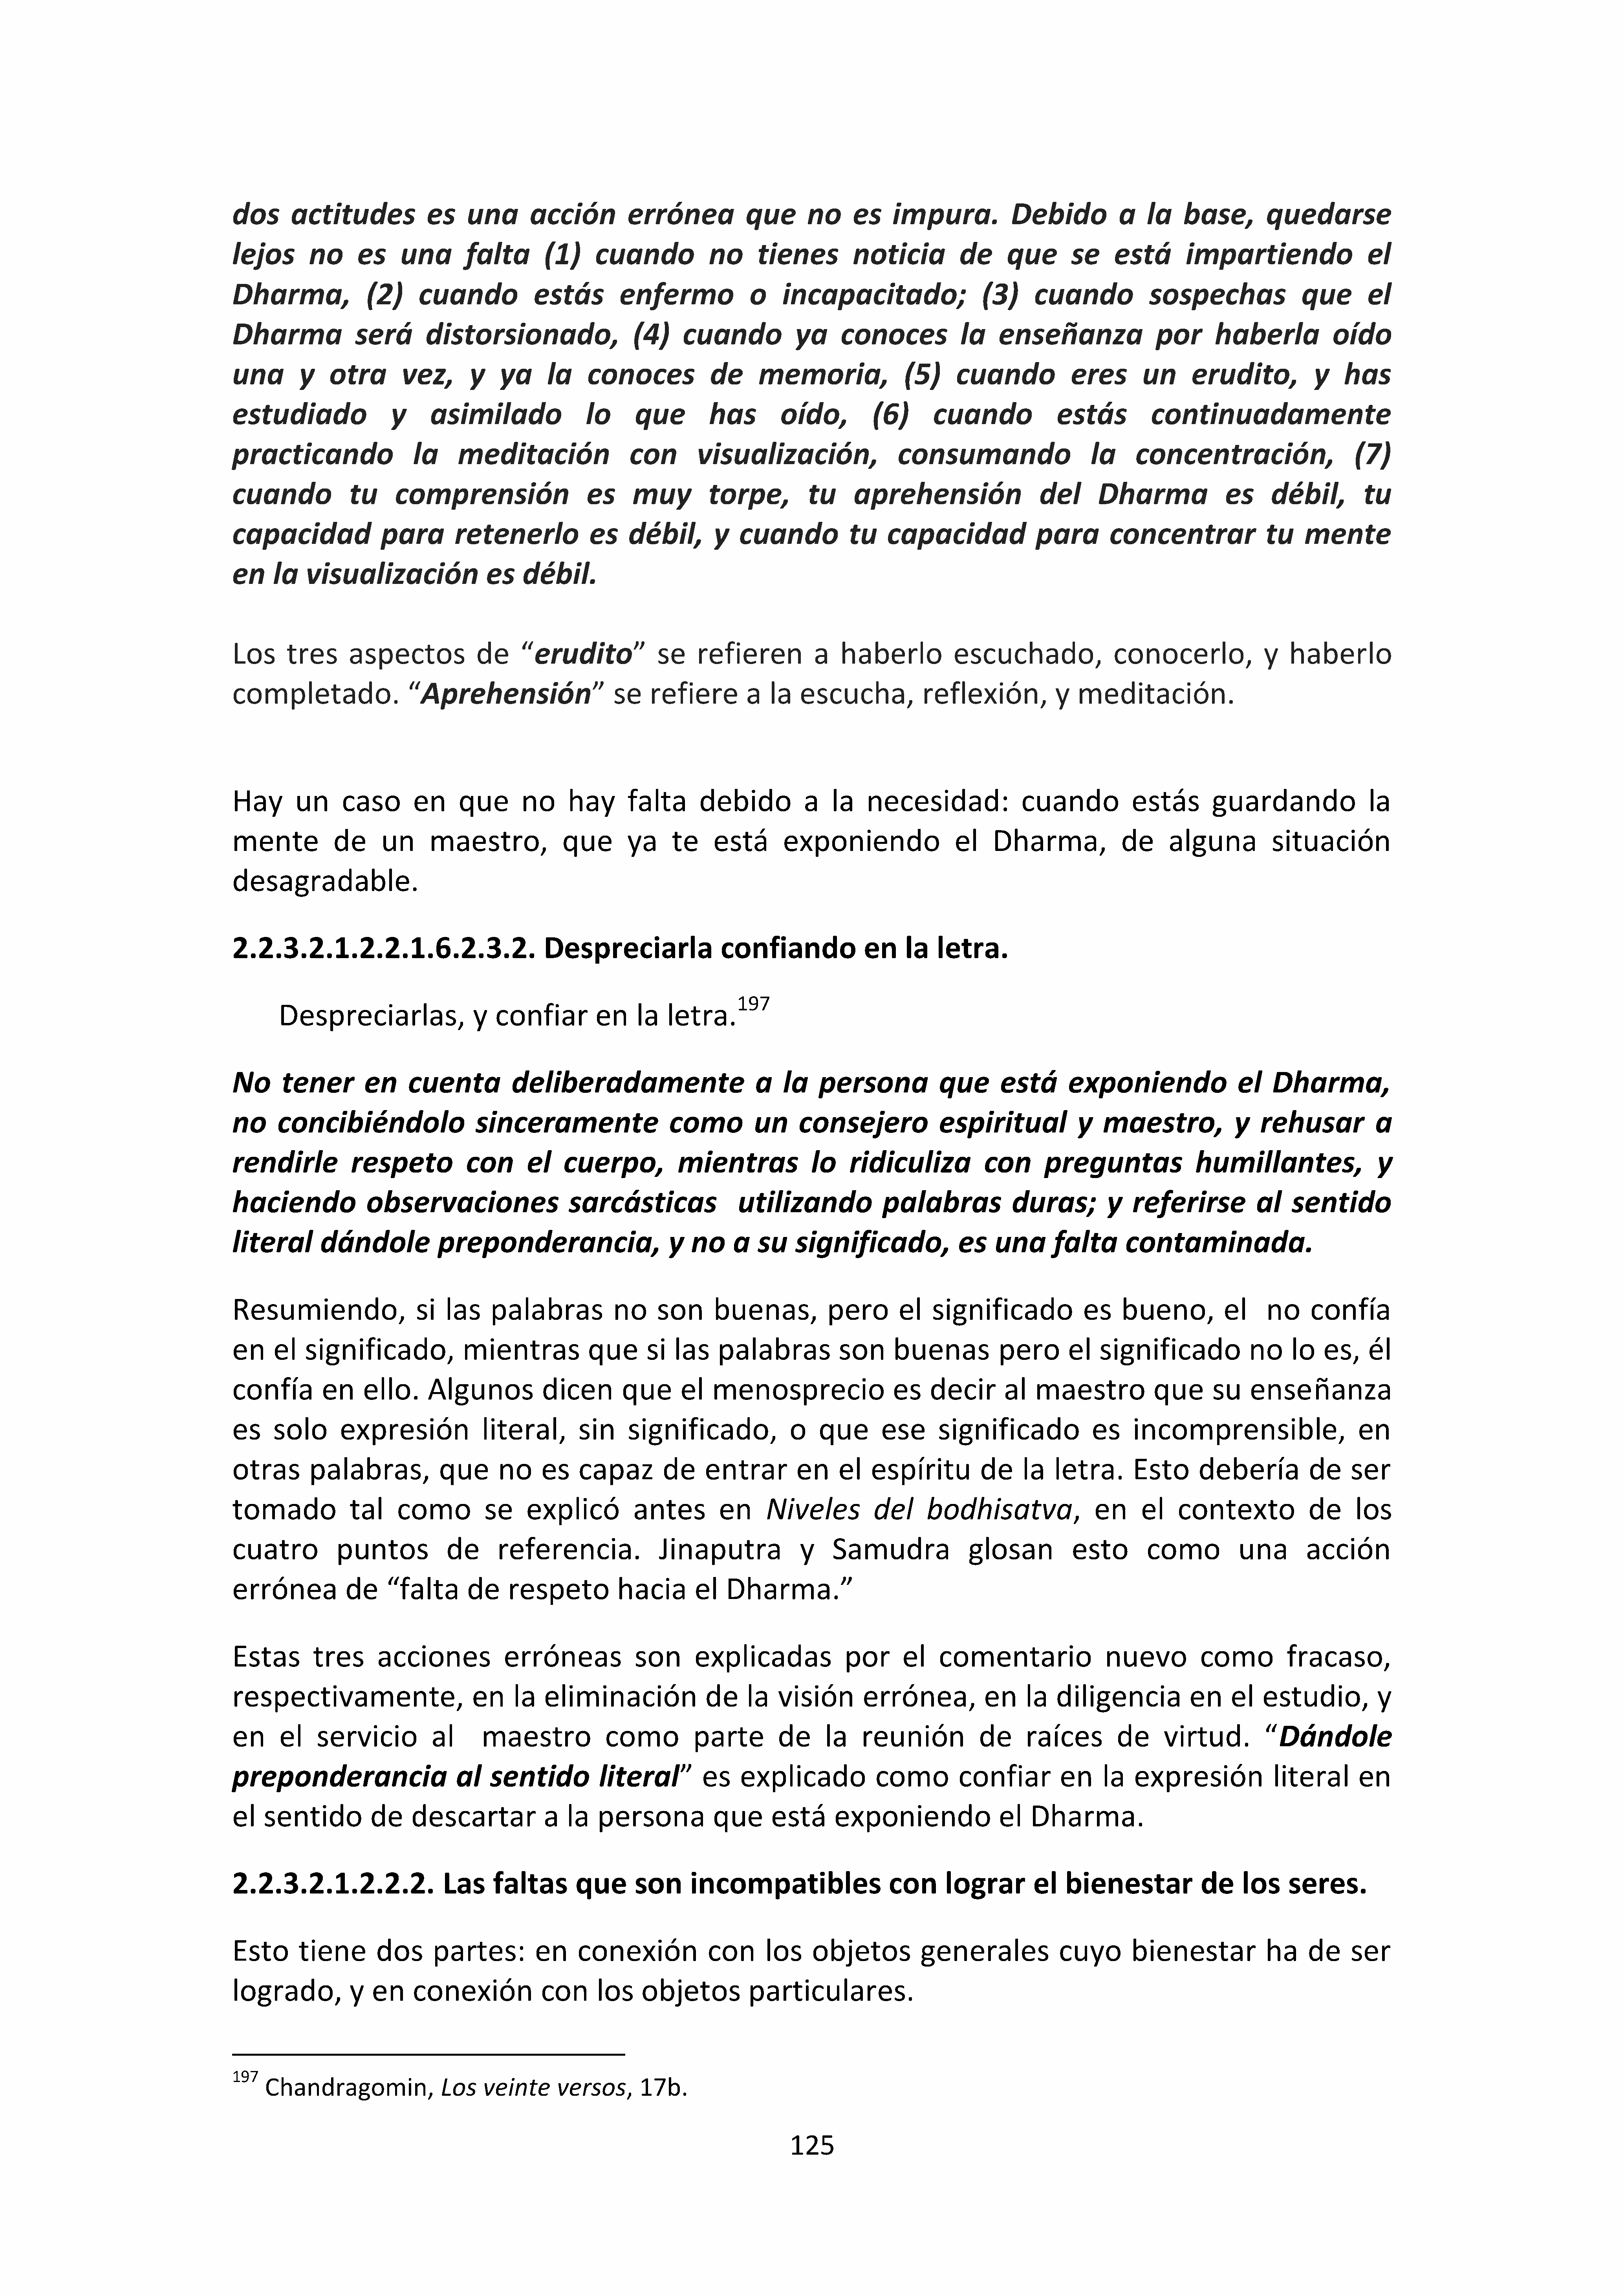 dos actitudes es una acción errónea que no es impura. Debido a la base, quedarse
lejos no es una falta (1) cuando no tienes noticia de que se está impartiendo el
Dharma, (2) cuando estás enfermo o incapacitado; (3) cuando sospechas que el
Dharma será distorsionado, (4) cuando ya conoces la enseñanza por haberla oído
una y otra vez, y ya la conoces de memoria, (5) cuando eres un erudito, y has
estudiado y asimilado lo que has oído, (6) cuando estás continuadamente
practicando la meditación con visualización, consumando la concentración, (7)
cuando tu comprensión es muy torpe, tu aprehensión del Dharma es débil, tu
capacidad para retenerlo es débil, y cuando tu capacidad para concentrar tu mente
en la visualización es débil.
Los tres aspectos de “erudito” se refieren a haberlo escuchado, conocerlo, y haberlo
completado. “Aprehensión” se refiere a la escucha, reflexión, y meditación.
Hay un caso en que no hay falta debido a la necesidad: cuando estás guardando la
mente de un maestro, que ya te está exponiendo el Dharma, de alguna situación
desagradable.
2.2.3.2.1.2.2.1.6.2.3.2. Despreciarla confiando en la letra.
Despreciarlas, y confiar en la letra.197
No tener en cuenta deliberadamente a la persona que está exponiendo el Dharma,
no concibiéndolo sinceramente como un consejero espiritual y maestro, y rehusar a
rendirle respeto con el cuerpo, mientras lo ridiculiza con preguntas humillantes, y
haciendo observaciones sarcásticas  utilizando palabras duras; y referirse al sentido
literal dándole preponderancia, y no a su significado, es una falta contaminada.
Resumiendo, si las palabras no son buenas, pero el significado es bueno, el  no confía
en el significado, mientras que si las palabras son buenas pero el significado no lo es, él
confía en ello. Algunos dicen que el menosprecio es decir al maestro que su enseñanza
es solo expresión literal, sin significado, o que ese significado es incomprensible, en
otras palabras, que no es capaz de entrar en el espíritu de la letra. Esto debería de ser
tomado tal como se explicó antes en Niveles del bodhisatva, en el contexto de los
cuatro puntos de referencia. Jinaputra y Samudra glosan esto como una acción
errónea de “falta de respeto hacia el Dharma.”
Estas tres acciones erróneas son explicadas por el comentario nuevo como fracaso,
respectivamente, en la eliminación de la visión errónea, en la diligencia en el estudio, y
en el servicio al  maestro como parte de la reunión de raíces de virtud. “Dándole
preponderancia al sentido literal” es explicado como confiar en la expresión literal en
el sentido de descartar a la persona que está exponiendo el Dharma.
2.2.3.2.1.2.2.2. Las faltas que son incompatibles con lograr el bienestar de los seres.
Esto tiene dos partes: en conexión con los objetos generales cuyo bienestar ha de ser
logrado, y en conexión con los objetos particulares.
197 Chandragomin, Los veinte versos, 17b.
125